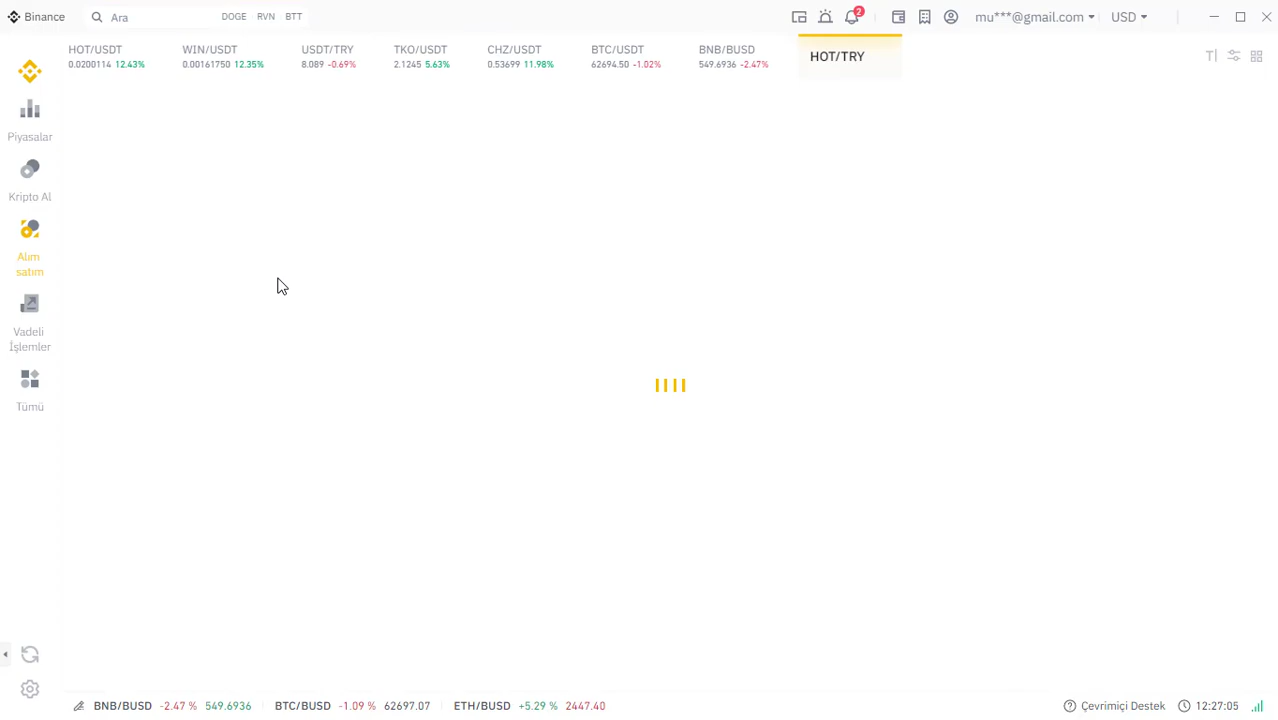 Binance Ara DOGE RVN BTT 2 mu***@gmail.com USD
HOT/USDT WIN/USDT USDT/TRY TKO/USDT CHZ/USDT BTC/USDT BNB/BUSD HOT/TRY
0.0200114 12.43% 0.00161750 12.35% 8.089 -0.69% 2.1245 5.63% 0.53699 11.98% 62694.50 -1.02% 549.6936 -2.47%
Piyasalar
Kripto Al
Alım
satım
Vadeli
İşlemler
Tümü
BNB/BUSD -2.47 % 549.6936 BTC/BUSD -1.09 % 62697.07 ETH/BUSD +5.29 % 2447.40 Çevrimiçi Destek 12:27:05